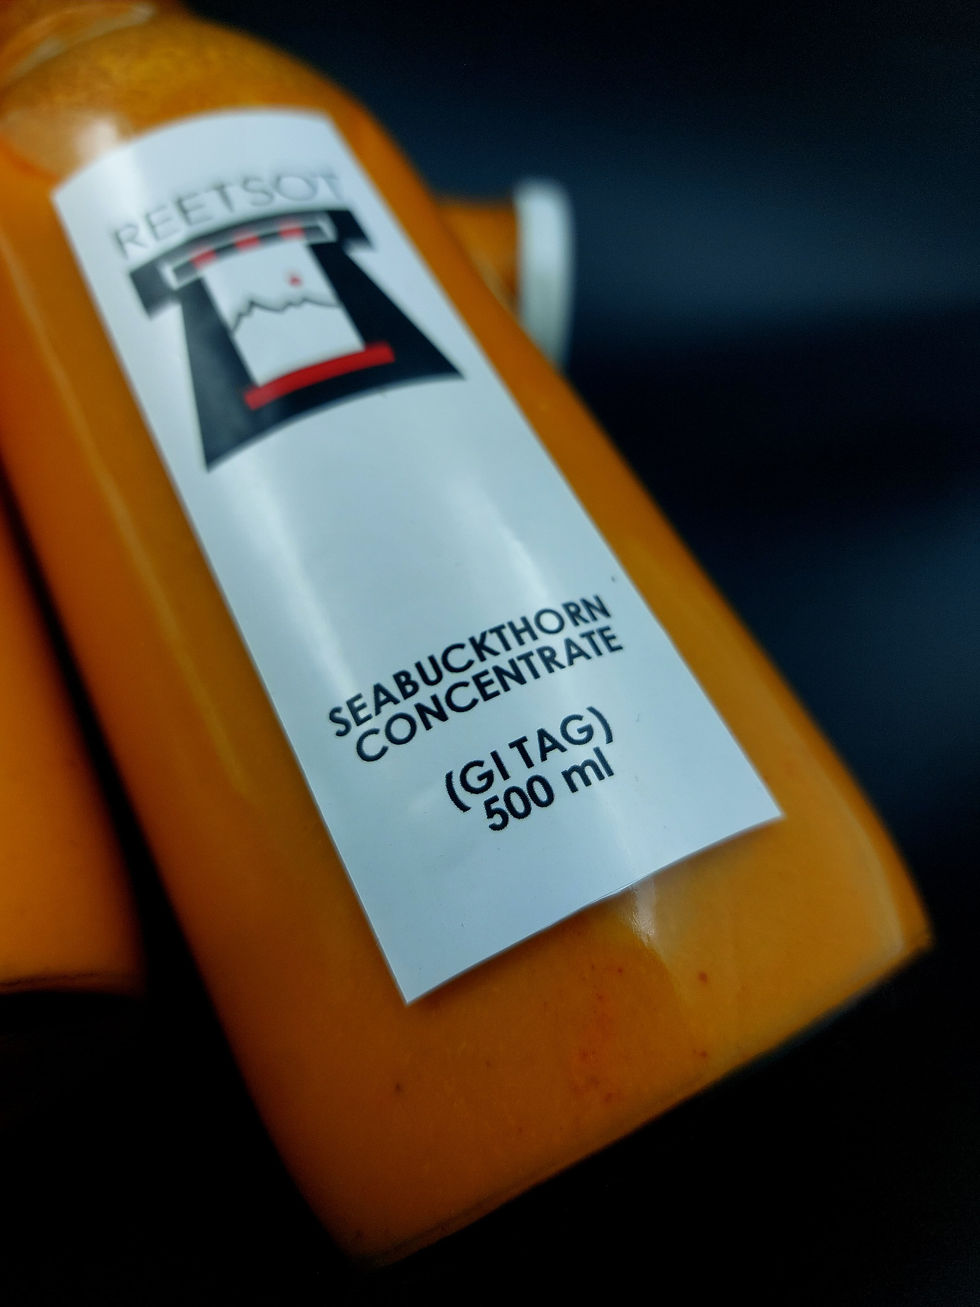 REETSOT
SEABUCKTHORN
CONCENTRATE
(GI TAG)
500 ml